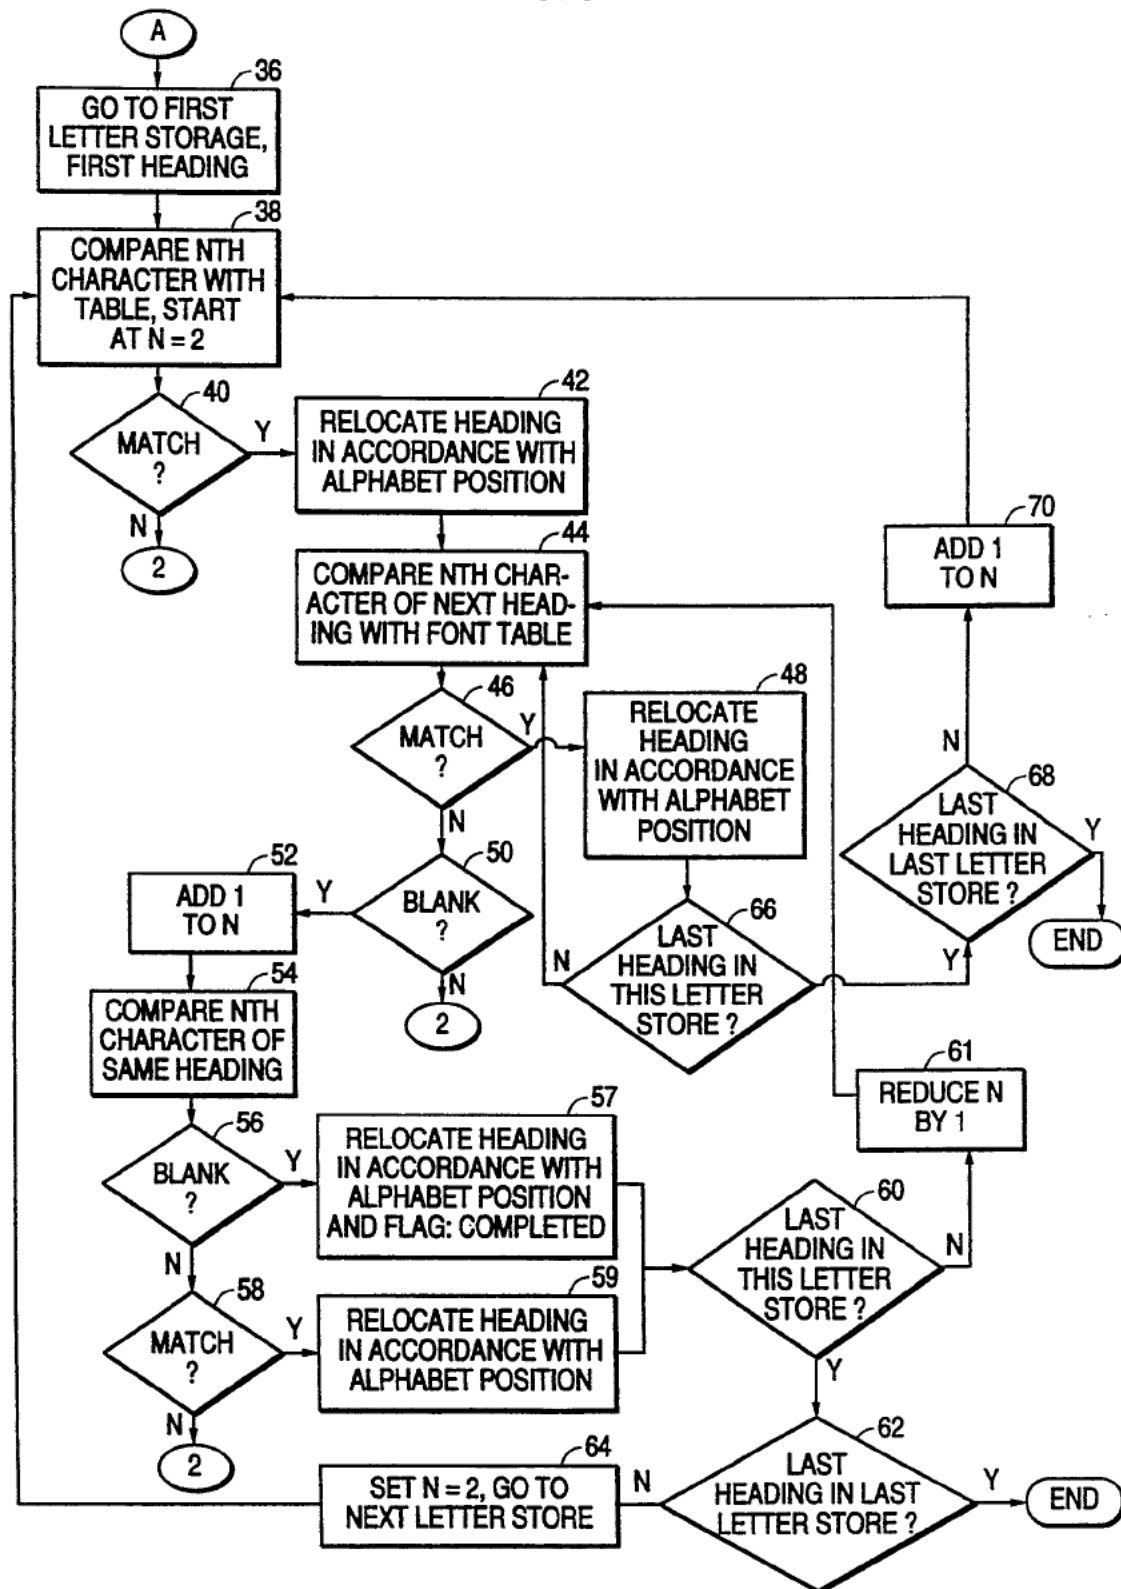 A
36
GO TO FIRST
LETTER STORAGE,
FIRST HEADING
38
COMPARE NTH
CHARACTER WITH
TABLE, START
AT N = 2
40
MATCH
?
Y
N
2
42
RELOCATE HEADING
IN ACCORDANCE WITH
ALPHABET POSITION
44
COMPARE NTH CHAR-
ACTER OF NEXT HEAD-
ING WITH FONT TABLE
46
MATCH
?
Y
N
48
RELOCATE
HEADING
IN ACCORDANCE
WITH ALPHABET
POSITION
50
BLANK
?
Y
N
2
52
ADD 1
TO N
54
COMPARE NTH
CHARACTER OF
SAME HEADING
56
BLANK
?
Y
N
57
RELOCATE HEADING
IN ACCORDANCE WITH
ALPHABET POSITION
AND FLAG: COMPLETED
58
MATCH
?
Y
N
2
59
RELOCATE HEADING
IN ACCORDANCE WITH
ALPHABET POSITION
60
LAST
HEADING IN
THIS LETTER
STORE ?
N
Y
61
REDUCE N
BY 1
62
LAST
HEADING IN LAST
LETTER STORE ?
N
Y
END
64
SET N = 2, GO TO
NEXT LETTER STORE
66
LAST
HEADING IN
THIS LETTER
STORE ?
N
Y
68
LAST
HEADING IN
LAST LETTER
STORE ?
N
Y
END
70
ADD 1
TO N